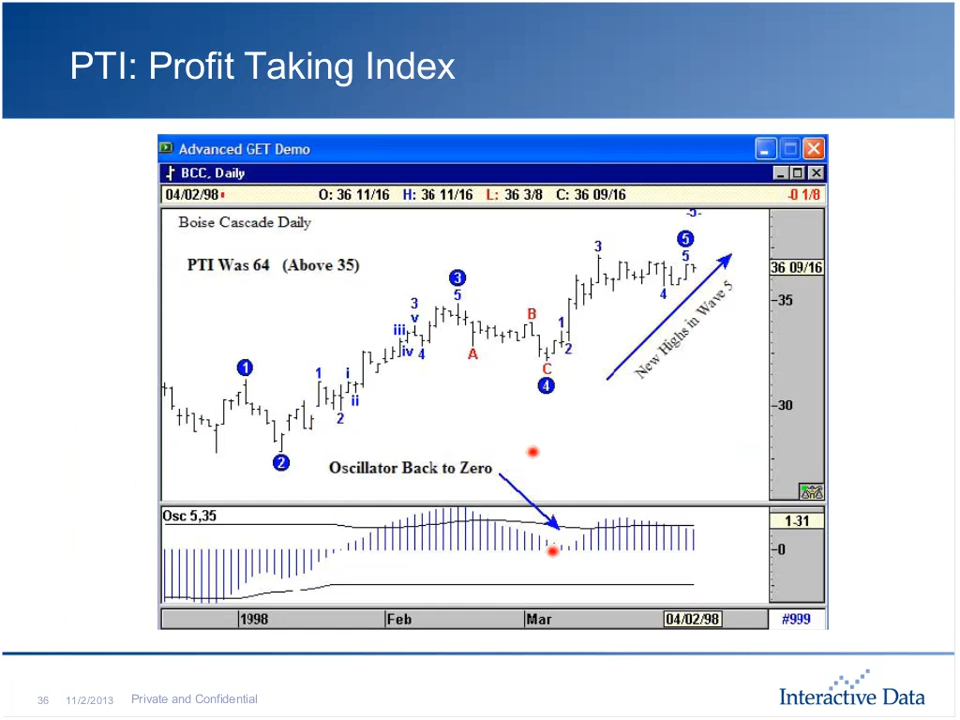 PTI: Profit Taking Index
Advanced GET Demo
BCC, Daily
04/02/98 O: 36 11/16 H: 36 11/16 L: 36 3/8 C: 36 09/16 -0 1/8
Boise Cascade Daily
-5-
PTI Was 64 (Above 35)
5
5
3
36 09/16
3
5
4
35
3
v
iii
iv 4
A
B
1
2
C
4
New Highs in Wave 5
1
1
i
ii
2
30
2
Oscillator Back to Zero
Osc 5,35
1-31
0
1998 Feb Mar 04/02/98 #999
36 11/2/2013 Private and Confidential
Interactive Data